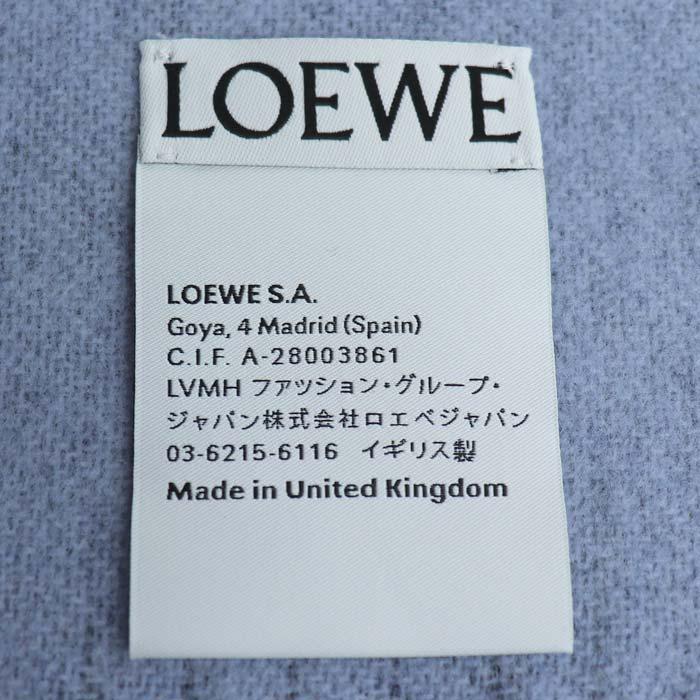 LOEWE
LOEWE S.A.
Goya, 4 Madrid (Spain)
C.I.F. A-28003861
LVMH ファッション・グループ・
ジャパン株式会社ロエベジャパン
03-6215-6116 イギリス製
Made in United Kingdom